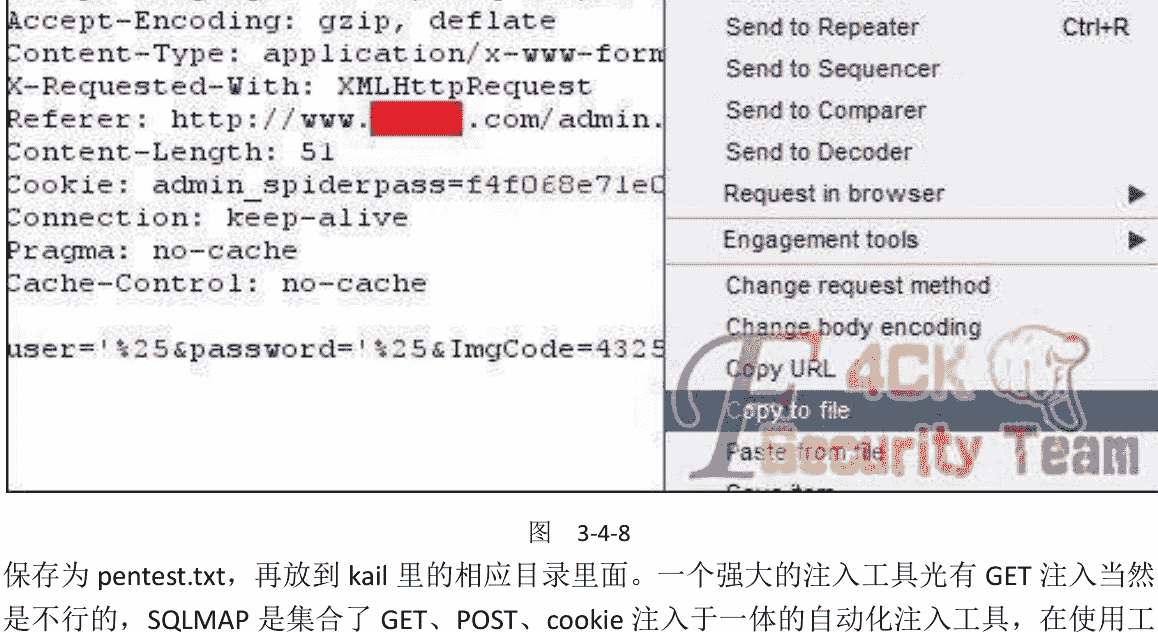 Accept-Encoding: gzip, deflate
Content-Type: application/x-www-form
X-Requested-With: XMLHttpRequest
Referer: http://www. .com/admin.
Content-Length: 51
Cookie: admin_spiderpass=f4f068e71e0
Connection: keep-alive
Pragma: no-cache
Cache-Control: no-cache
user='%25&password='%25&ImgCode=4325
Send to Repeater Ctrl+R
Send to Sequencer
Send to Comparer
Send to Decoder
Request in browser
Engagement tools
Change request method
Change body encoding
Copy URL
Copy to file
Paste from file
Save item
4CK
Security Team
图 3-4-8
保存为 pentest.txt，再放到 kail 里的相应目录里面。一个强大的注入工具光有 GET 注入当然
是不行的，SQLMAP 是集合了 GET、POST、cookie 注入于一体的自动化注入工具，在使用工